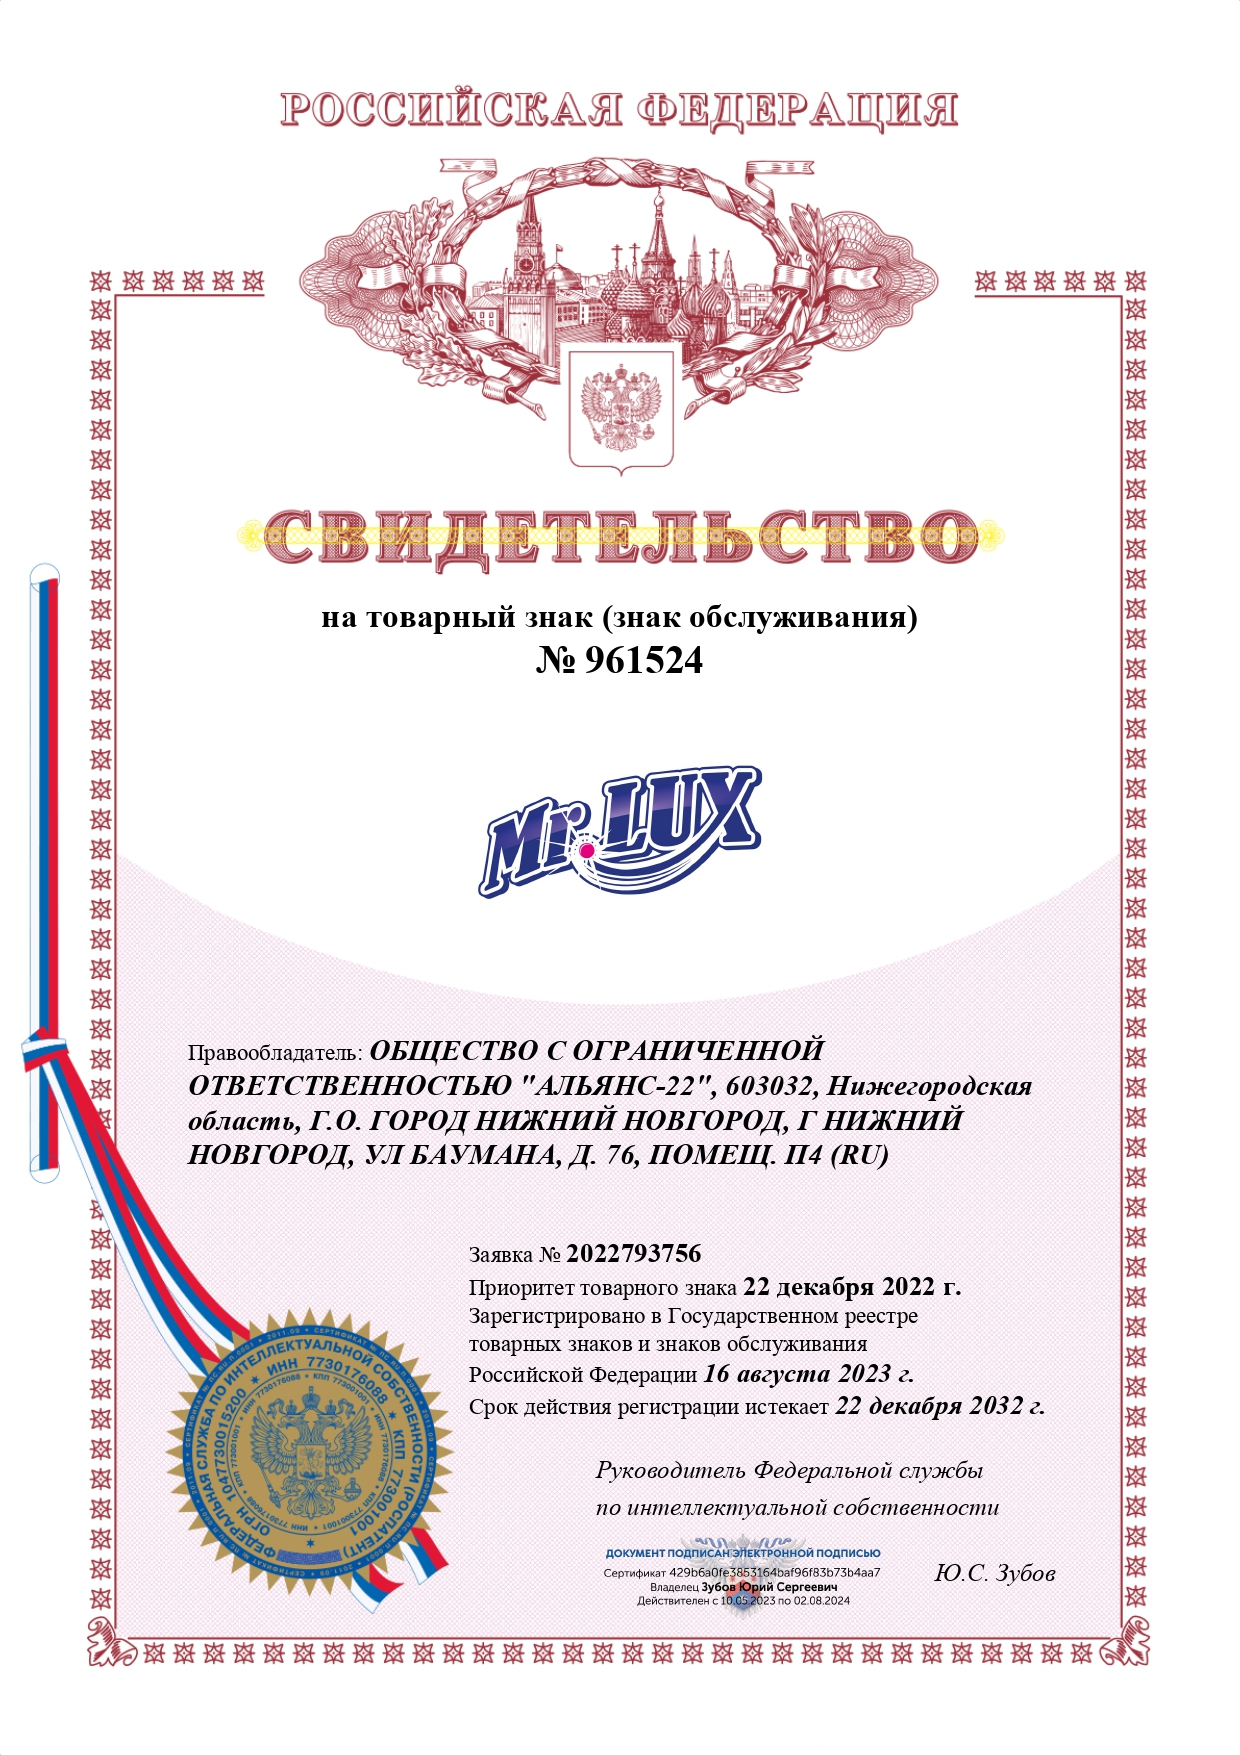 РОССИЙСКАЯ ФЕДЕРАЦИЯ
СВИДЕТЕЛЬСТВО
на товарный знак (знак обслуживания)
№ 961524
Mr. LUX
Правообладатель: ОБЩЕСТВО С ОГРАНИЧЕННОЙ
ОТВЕТСТВЕННОСТЬЮ "АЛЬЯНС-22", 603032, Нижегородская
область, Г.О. ГОРОД НИЖНИЙ НОВГОРОД, Г НИЖНИЙ
НОВГОРОД, УЛ БАУМАНА, Д. 76, ПОМЕЩ. П4 (RU)
Заявка № 2022793756
Приоритет товарного знака 22 декабря 2022 г.
Зарегистрировано в Государственном реестре
товарных знаков и знаков обслуживания
Российской Федерации 16 августа 2023 г.
Срок действия регистрации истекает 22 декабря 2032 г.
ФЕДЕРАЛЬНАЯ СЛУЖБА ПО ИНТЕЛЛЕКТУАЛЬНОЙ СОБСТВЕННОСТИ (РОСПАТЕНТ)
ОГРН 1047730015200 * ИНН 7730176088 * КПП 773001001 *
Руководитель Федеральной службы
по интеллектуальной собственности
ДОКУМЕНТ ПОДПИСАН ЭЛЕКТРОННОЙ ПОДПИСЬЮ
Сертификат 429b6a0fe3853164baf96f83b73b4aa7
Владелец Зубов Юрий Сергеевич
Действителен с 10.05.2023 по 02.08.2024
Ю.С. Зубов